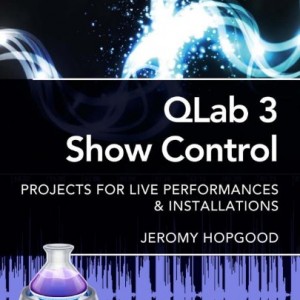 QLab 3
Show Control
PROJECTS FOR LIVE PERFORMANCES
& INSTALLATIONS
JEROMY HOPGOOD